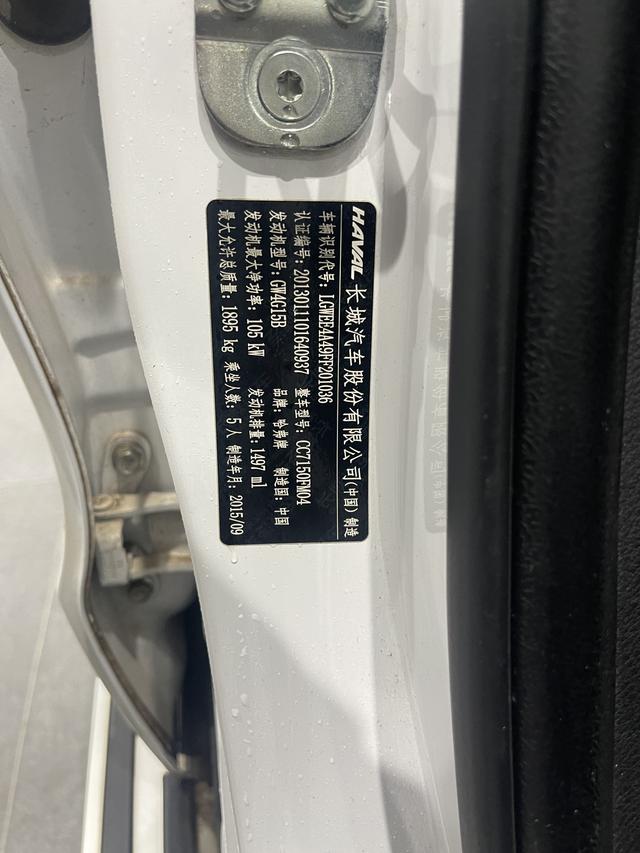 HAVAL 长城汽车股份有限公司(中国) 制造
车辆识别代号: LGWEE4A49FF201036
认证编号: 2013011101640937 整车型号: CC7150FM04
发动机型号: GW4G15B 品牌: 哈弗牌 制造国: 中国
发动机最大净功率: 105 kW 发动机排量: 1497 ml
最大允许总质量: 1895 kg 乘坐人数: 5 人 制造年月: 2015/09